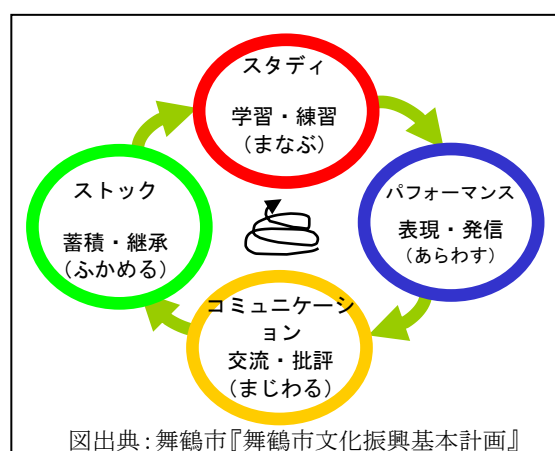 スタディ
学習・練習
(まなぶ)
パフォーマンス
表現・発信
(あらわす)
コミュニケーシ
ョン
交流・批評
(まじわる)
ストック
蓄積・継承
(ふかめる)
図出典:舞鶴市『舞鶴市文化振興基本計画』